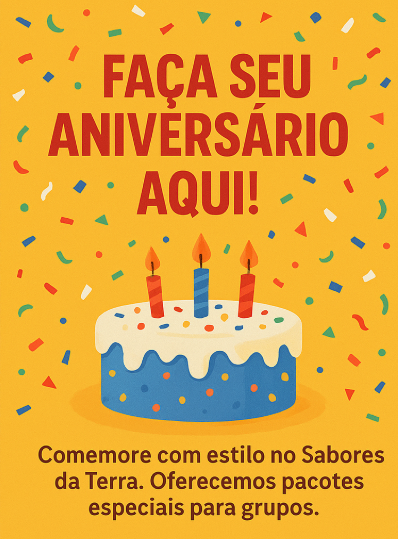 FAÇA SEU
ANIVERSÁRIO
AQUI!
Comemore com estilo no Sabores
da Terra. Oferecemos pacotes
especiais para grupos.